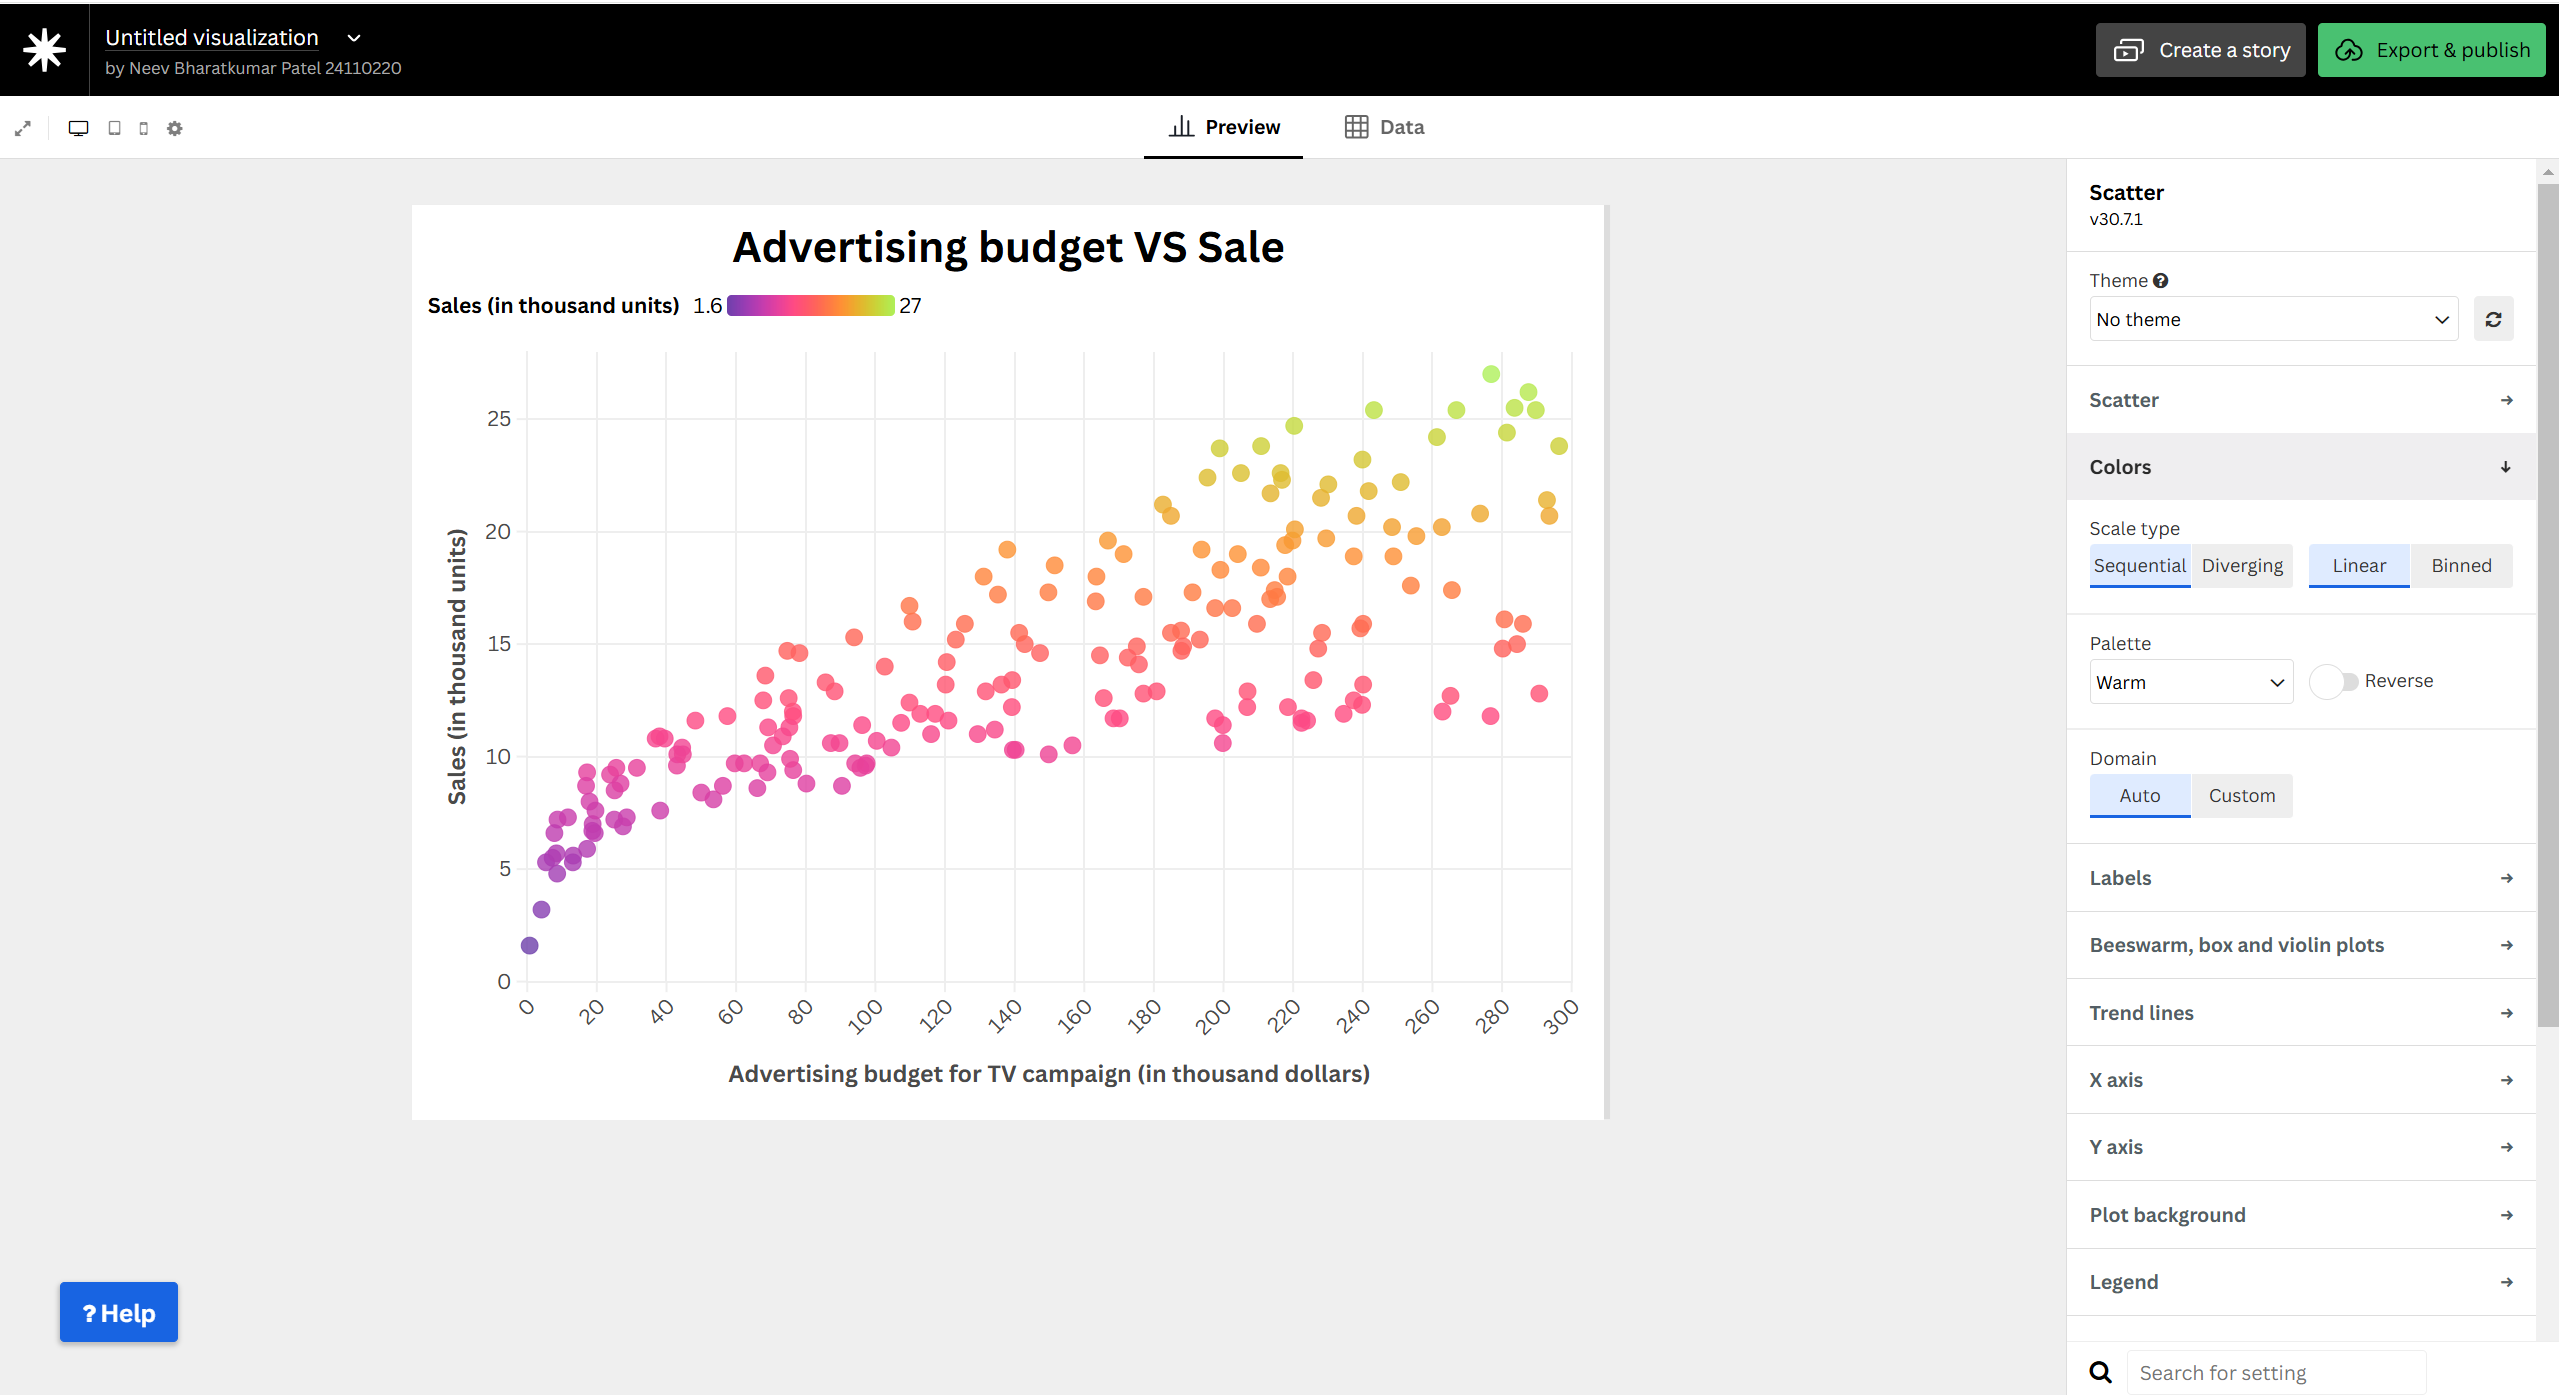 Untitled visualization
by Neev Bharatkumar Patel 24110220
Create a story
Export & publish
Preview
Data
Advertising budget VS Sale
Sales (in thousand units) 1.6 27
Sales (in thousand units)
25
20
15
10
5
0
0 20 40 60 80 100 120 140 160 180 200 220 240 260 280 300
Advertising budget for TV campaign (in thousand dollars)
? Help
Scatter
v30.7.1
Theme ?
No theme
Scatter
Colors
Scale type
Sequential Diverging Linear Binned
Palette
Warm Reverse
Domain
Auto Custom
Labels
Beeswarm, box and violin plots
Trend lines
X axis
Y axis
Plot background
Legend
Search for setting